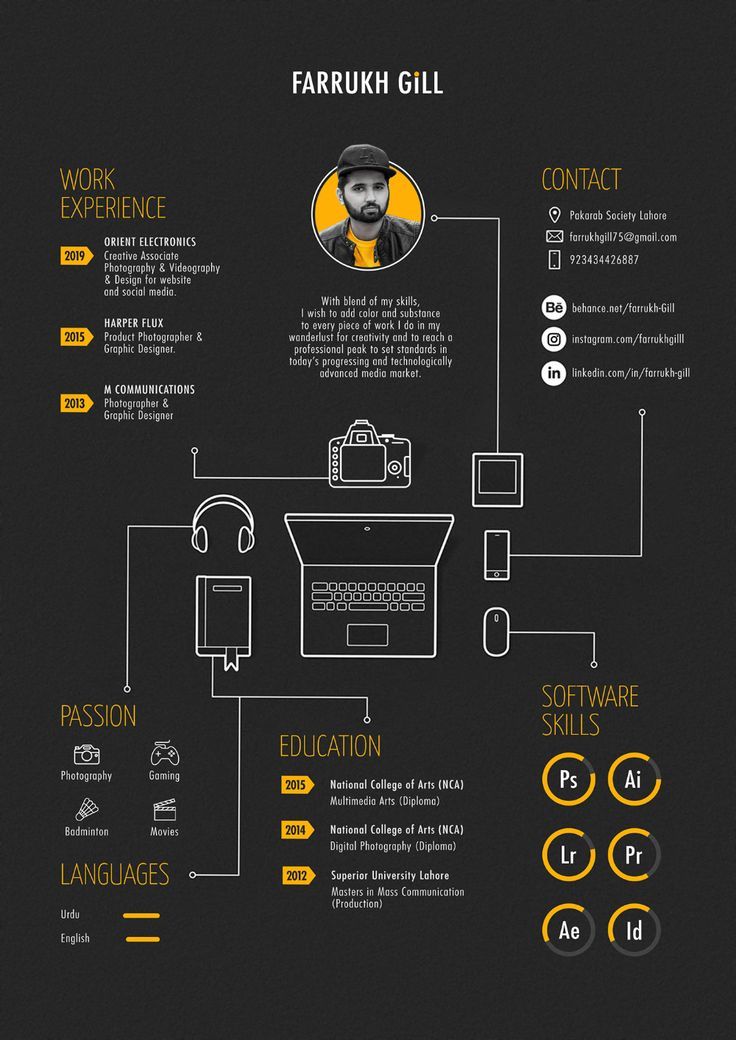 FARRUKH GiLL
WORK
EXPERIENCE
2019
ORIENT ELECTRONICS
Creative Associate
Photography & Videography
& Design for website
and social media.
2015
HARPER FLUX
Product Photographer &
Graphic Designer.
2013
M COMMUNICATIONS
Photographer &
Graphic Designer
With blend of my skills,
I wish to add color and substance
to every piece of work I do in my
wanderlust for creativity and to reach a
professional peak to set standards in
today's progressing and technologically
advanced media market.
CONTACT
Pakarab Society Lahore
farrukhgill75@gmail.com
923434426887
Bē behance.net/farrukh-Gill
instagram.com/farrukhgilll
in linkedin.com/in/farrukh-gill
PASSION
Photography
Gaming
Badminton
Movies
LANGUAGES
Urdu
English
EDUCATION
2015
National College of Arts (NCA)
Multimedia Arts (Diploma)
2014
National College of Arts (NCA)
Digital Photography (Diploma)
2012
Superior University Lahore
Masters in Mass Communication
(Production)
SOFTWARE
SKILLS
Ps
Ai
Lr
Pr
Ae
Id